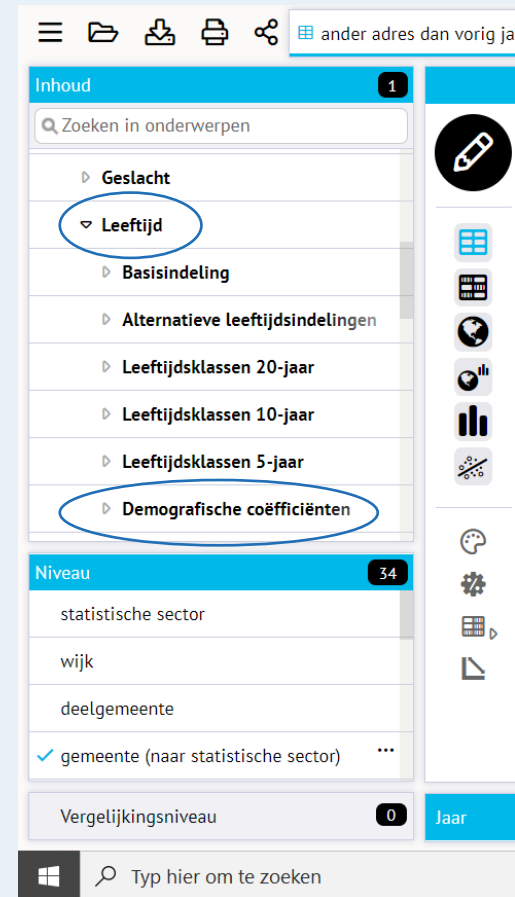 ander adres dan vorig ja
Inhoud 1
Zoeken in onderwerpen
Geslacht
Leeftijd
Basisindeling
Alternatieve leeftijdsindelingen
Leeftijdsklassen 20-jaar
Leeftijdsklassen 10-jaar
Leeftijdsklassen 5-jaar
Demografische coëfficiënten
Niveau 34
statistische sector
wijk
deelgemeente
gemeente (naar statistische sector) ...
Vergelijkingsniveau 0
Jaar
Typ hier om te zoeken